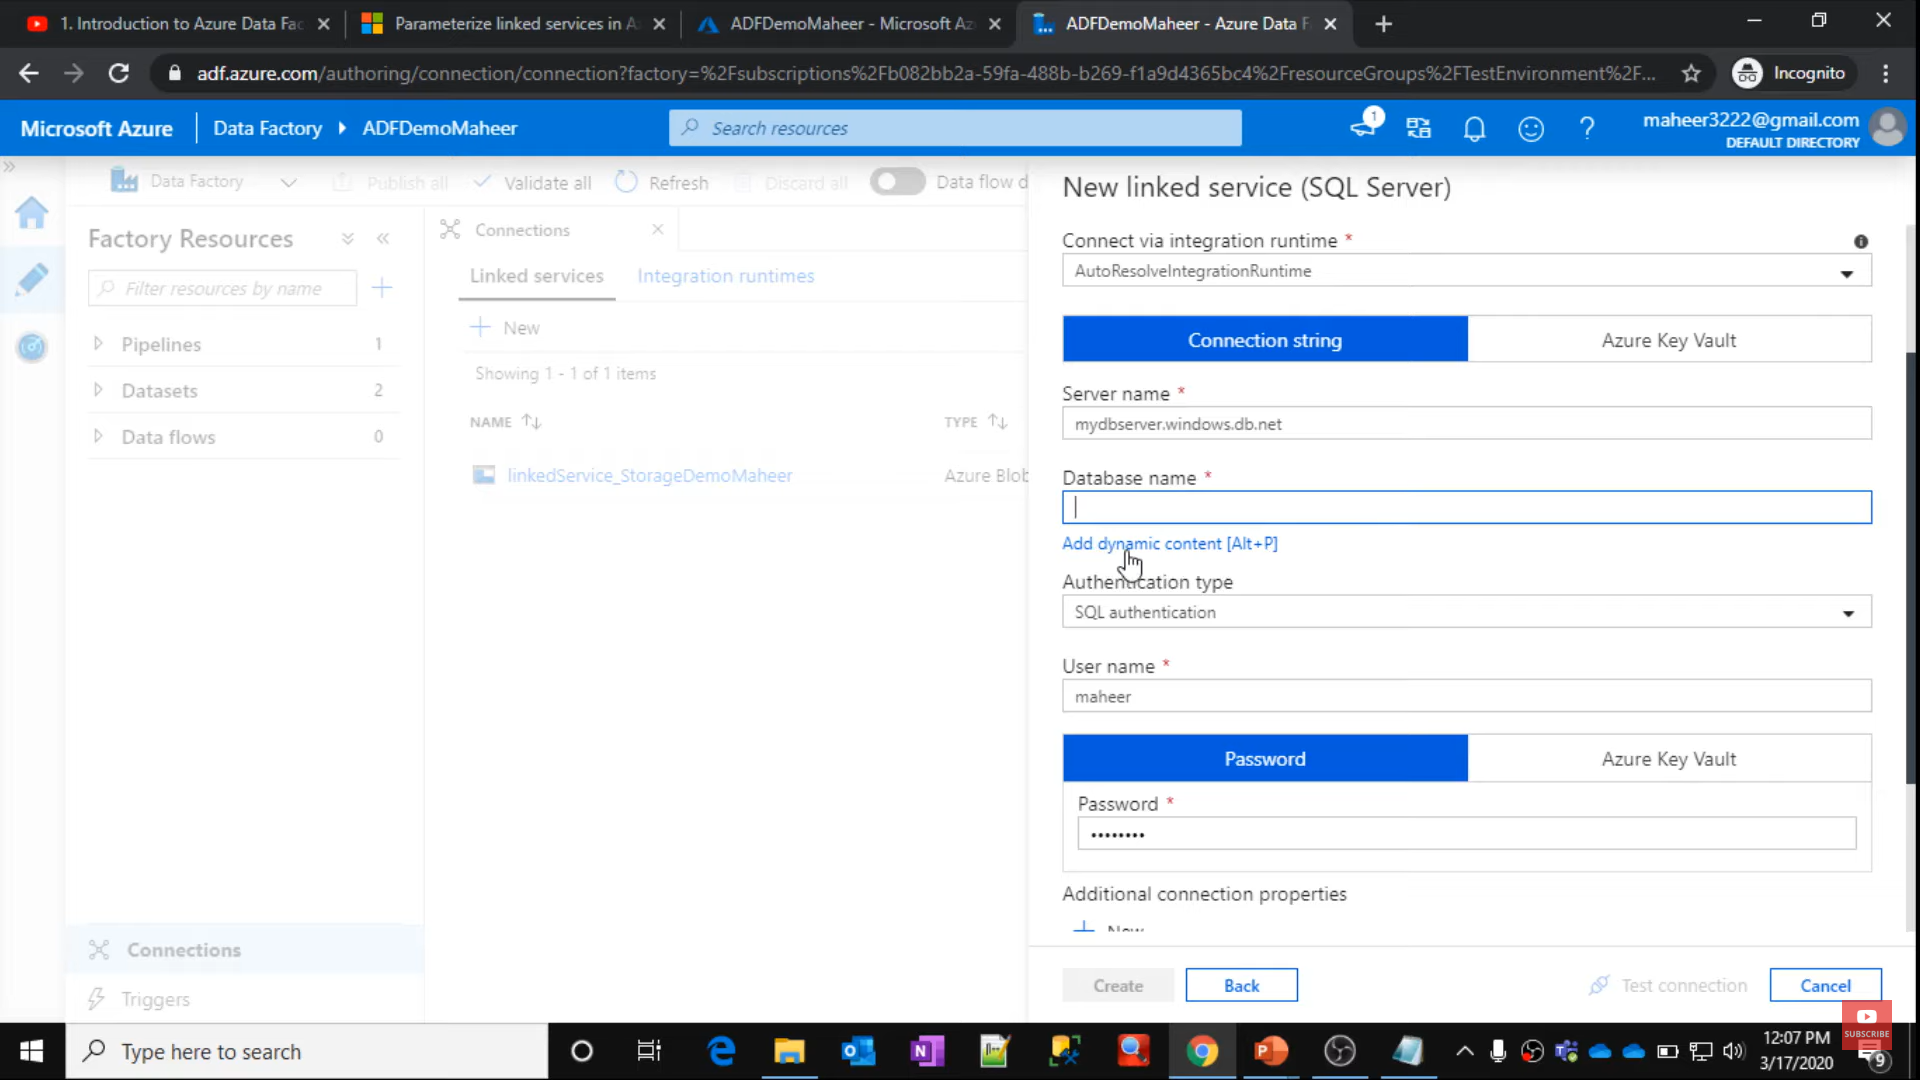 1. Introduction to Azure Data Fac
Parameterize linked services in A
ADFDemoMaheer - Microsoft Az
ADFDemoMaheer - Azure Data F
adf.azure.com/authoring/connection/connection?factory=%2Fsubscriptions%2Fb082bb2a-59fa-488b-b269-f1a9d4365bc4%2FresourceGroups%2FTestEnvironment%2F...
Incognito
Microsoft Azure
Data Factory
ADFDemoMaheer
Search resources
1
maheer3222@gmail.com
DEFAULT DIRECTORY
Data Factory
Publish all
Validate all
Refresh
Discard all
Data flow d
Factory Resources
Filter resources by name
Pipelines 1
Datasets 2
Data flows 0
Connections
Triggers
Connections
Linked services
Integration runtimes
New
Showing 1 - 1 of 1 items
NAME
TYPE
linkedService_StorageDemoMaheer
Azure Blob
New linked service (SQL Server)
Connect via integration runtime *
AutoResolveIntegrationRuntime
Connection string
Azure Key Vault
Server name *
mydbserver.windows.db.net
Database name *
Add dynamic content [Alt+P]
Authentication type
SQL authentication
User name *
maheer
Password
Azure Key Vault
Password *
••••••••
Additional connection properties
New
Create
Back
Test connection
Cancel
SUBSCRIBE
Type here to search
12:07 PM
3/17/2020
9